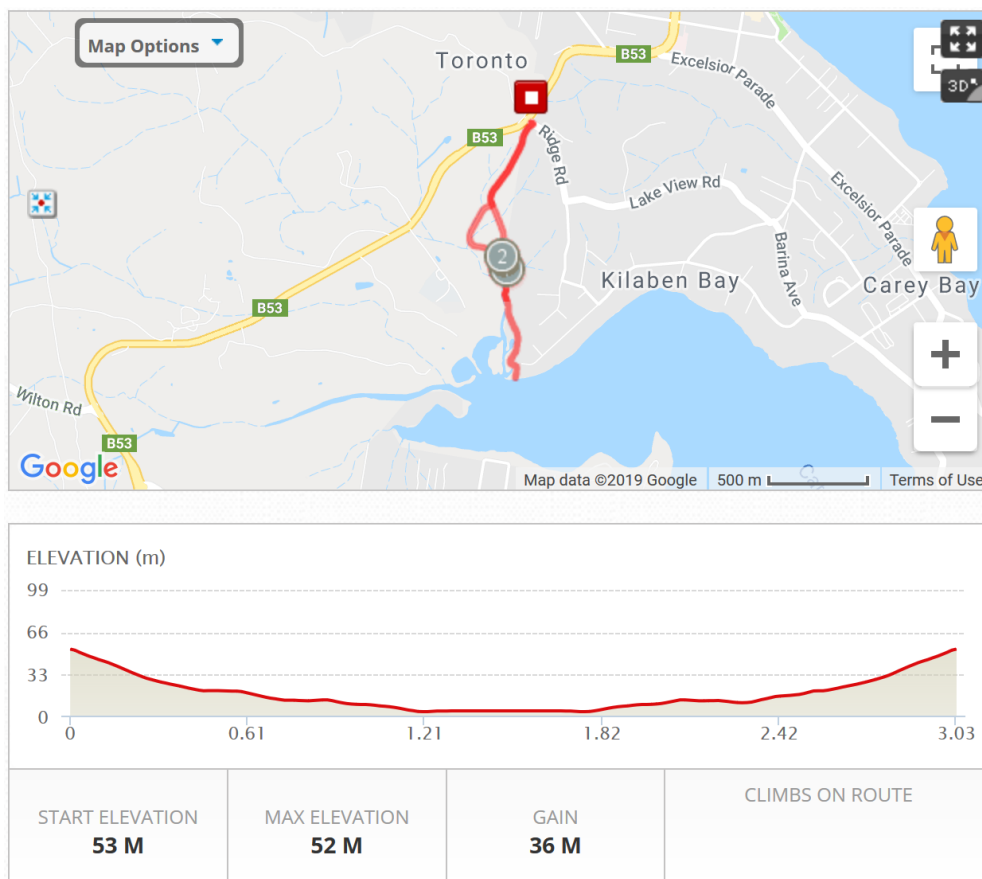 Map Options
Toronto
B53
Excelsior Parade
3D
B53
Ridge Rd
Lake View Rd
Excelsior Parade
Barina Ave
2
Kilaben Bay
Carey Bay
B53
Wilton Rd
B53
Google
Map data ©2019 Google
500 m
Terms of Use
ELEVATION (m)
99
66
33
0
0
0.61
1.21
1.82
2.42
3.03
START ELEVATION
53 M
MAX ELEVATION
52 M
GAIN
36 M
CLIMBS ON ROUTE